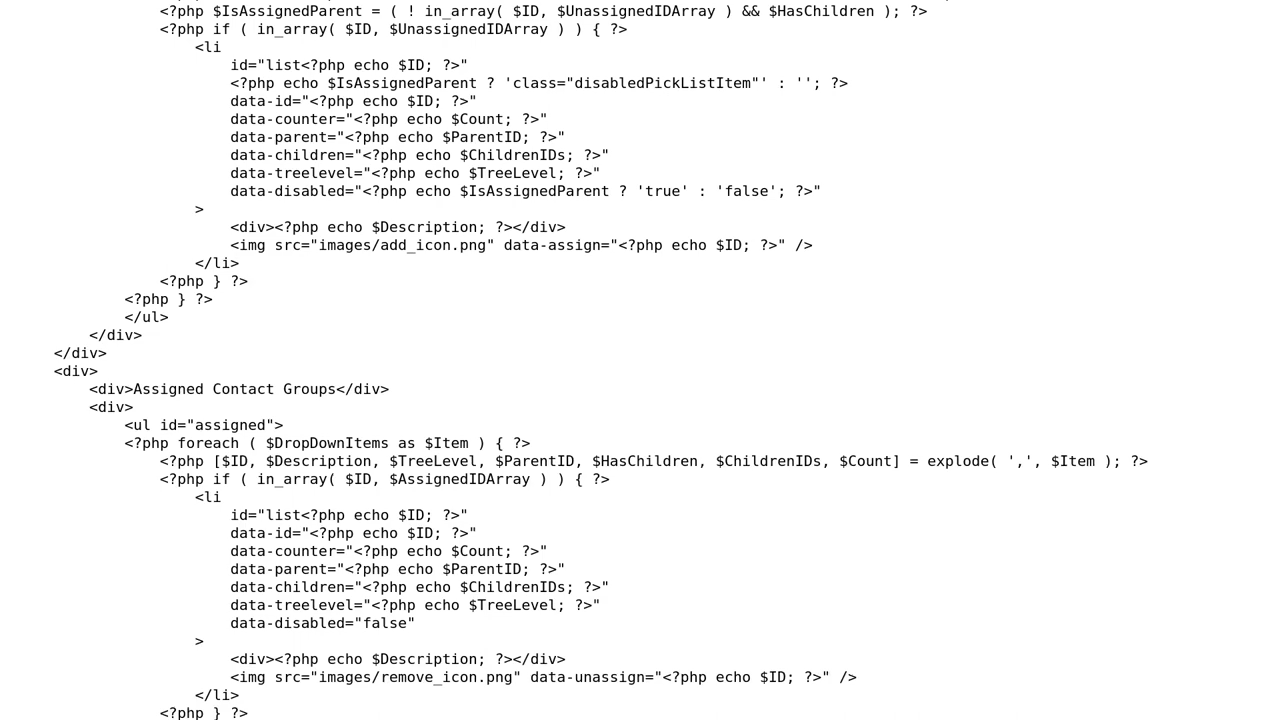 <?php $IsAssignedParent = ( ! in_array( $ID, $UnassignedIDArray ) && $HasChildren ); ?>
<?php if ( in_array( $ID, $UnassignedIDArray ) ) { ?>
<li
id="list<?php echo $ID; ?>"
<?php echo $IsAssignedParent ? 'class="disabledPickListItem"' : ''; ?>
data-id="<?php echo $ID; ?>"
data-counter="<?php echo $Count; ?>"
data-parent="<?php echo $ParentID; ?>"
data-children="<?php echo $ChildrenIDs; ?>"
data-treelevel="<?php echo $TreeLevel; ?>"
data-disabled="<?php echo $IsAssignedParent ? 'true' : 'false'; ?>"
>
<div><?php echo $Description; ?></div>
<img src="images/add_icon.png" data-assign="<?php echo $ID; ?>" />
</li>
<?php } ?>
<?php } ?>
</ul>
</div>
</div>
<div>
<div>Assigned Contact Groups</div>
<div>
<ul id="assigned">
<?php foreach ( $DropDownItems as $Item ) { ?>
<?php [$ID, $Description, $TreeLevel, $ParentID, $HasChildren, $ChildrenIDs, $Count] = explode( ',', $Item ); ?>
<?php if ( in_array( $ID, $AssignedIDArray ) ) { ?>
<li
id="list<?php echo $ID; ?>"
data-id="<?php echo $ID; ?>"
data-counter="<?php echo $Count; ?>"
data-parent="<?php echo $ParentID; ?>"
data-children="<?php echo $ChildrenIDs; ?>"
data-treelevel="<?php echo $TreeLevel; ?>"
data-disabled="false"
>
<div><?php echo $Description; ?></div>
<img src="images/remove_icon.png" data-unassign="<?php echo $ID; ?>" />
</li>
<?php } ?>